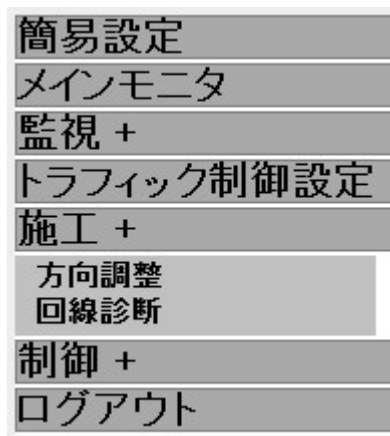 簡易設定
メインモニタ
監視 +
トラフィック制御設定
施工 +
方向調整
回線診断
制御 +
ログアウト